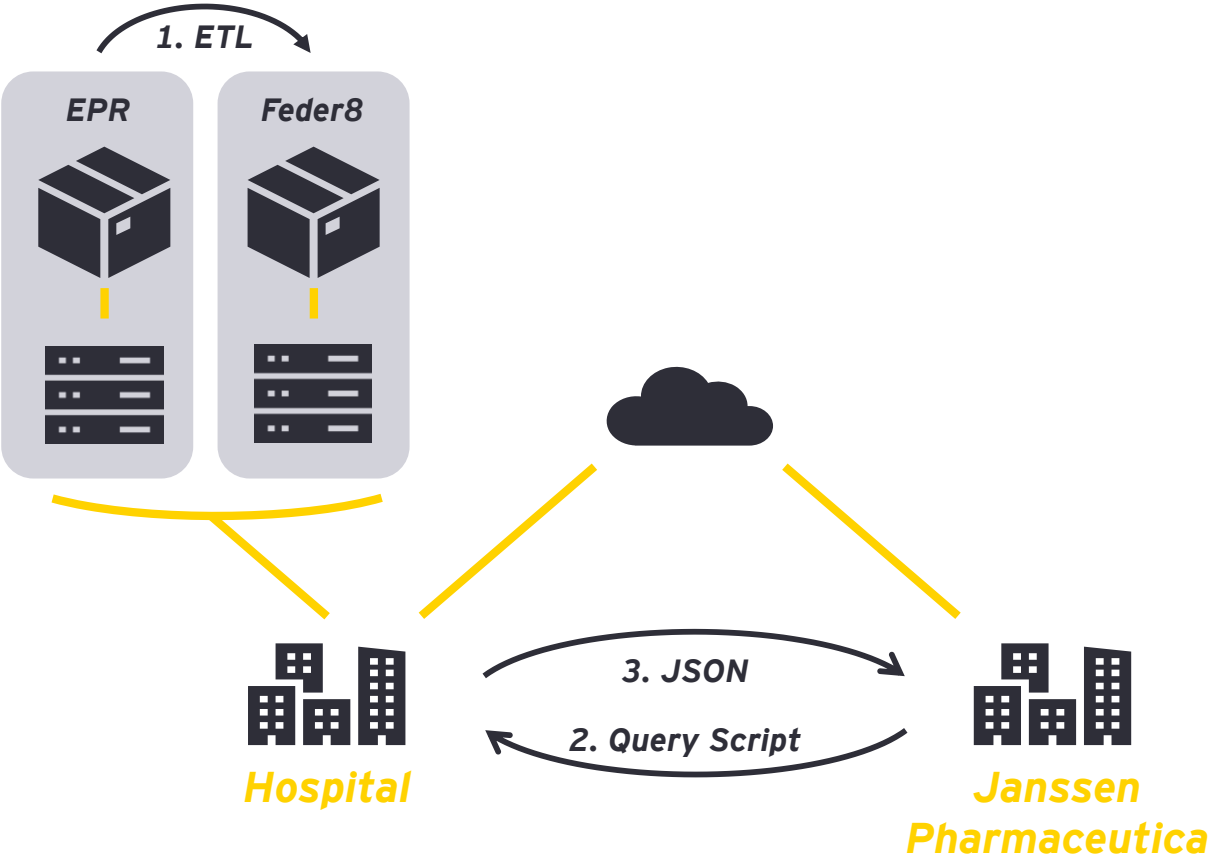 1. ETL
EPR
Feder8
3. JSON
2. Query Script
Hospital
Janssen
Pharmaceutica